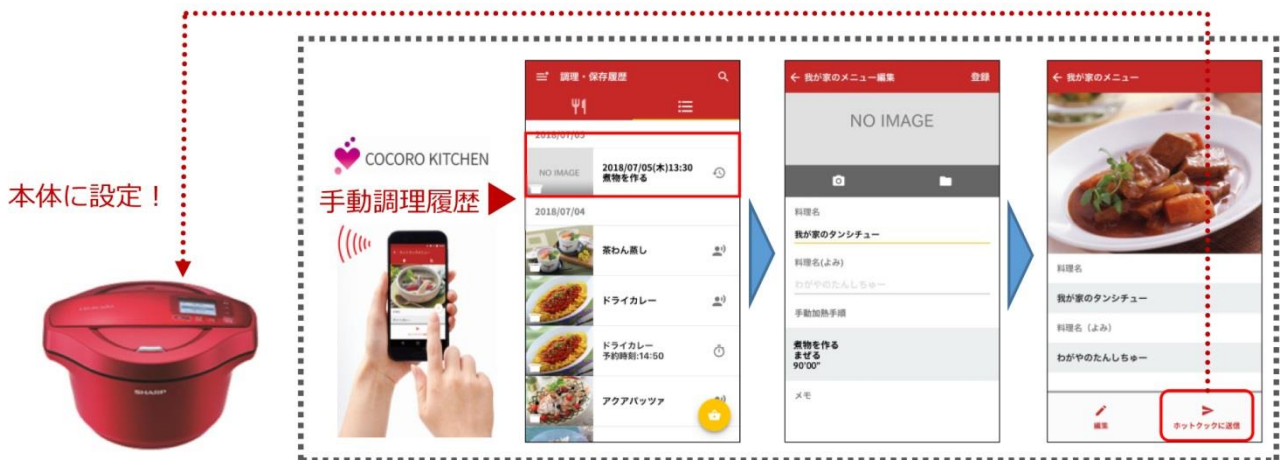 本体に設定！
SHARP
COCORO KITCHEN
手動調理履歴
調理・保存履歴
2018/07/05
NO IMAGE
2018/07/05(木)13:30
煮物を作る
2018/07/04
茶わん蒸し
ドライカレー
ドライカレー
予約時刻:14:50
アクアパッツァ
我が家のメニュー編集
登録
NO IMAGE
料理名
我が家のタンシチュー
料理名(よみ)
わがやのたんしちゅー
手動加熱手順
煮物を作る
まぜる
90'00"
メモ
我が家のメニュー
料理名
我が家のタンシチュー
料理名（よみ）
わがやのたんしちゅー
編集
ホットクックに送信